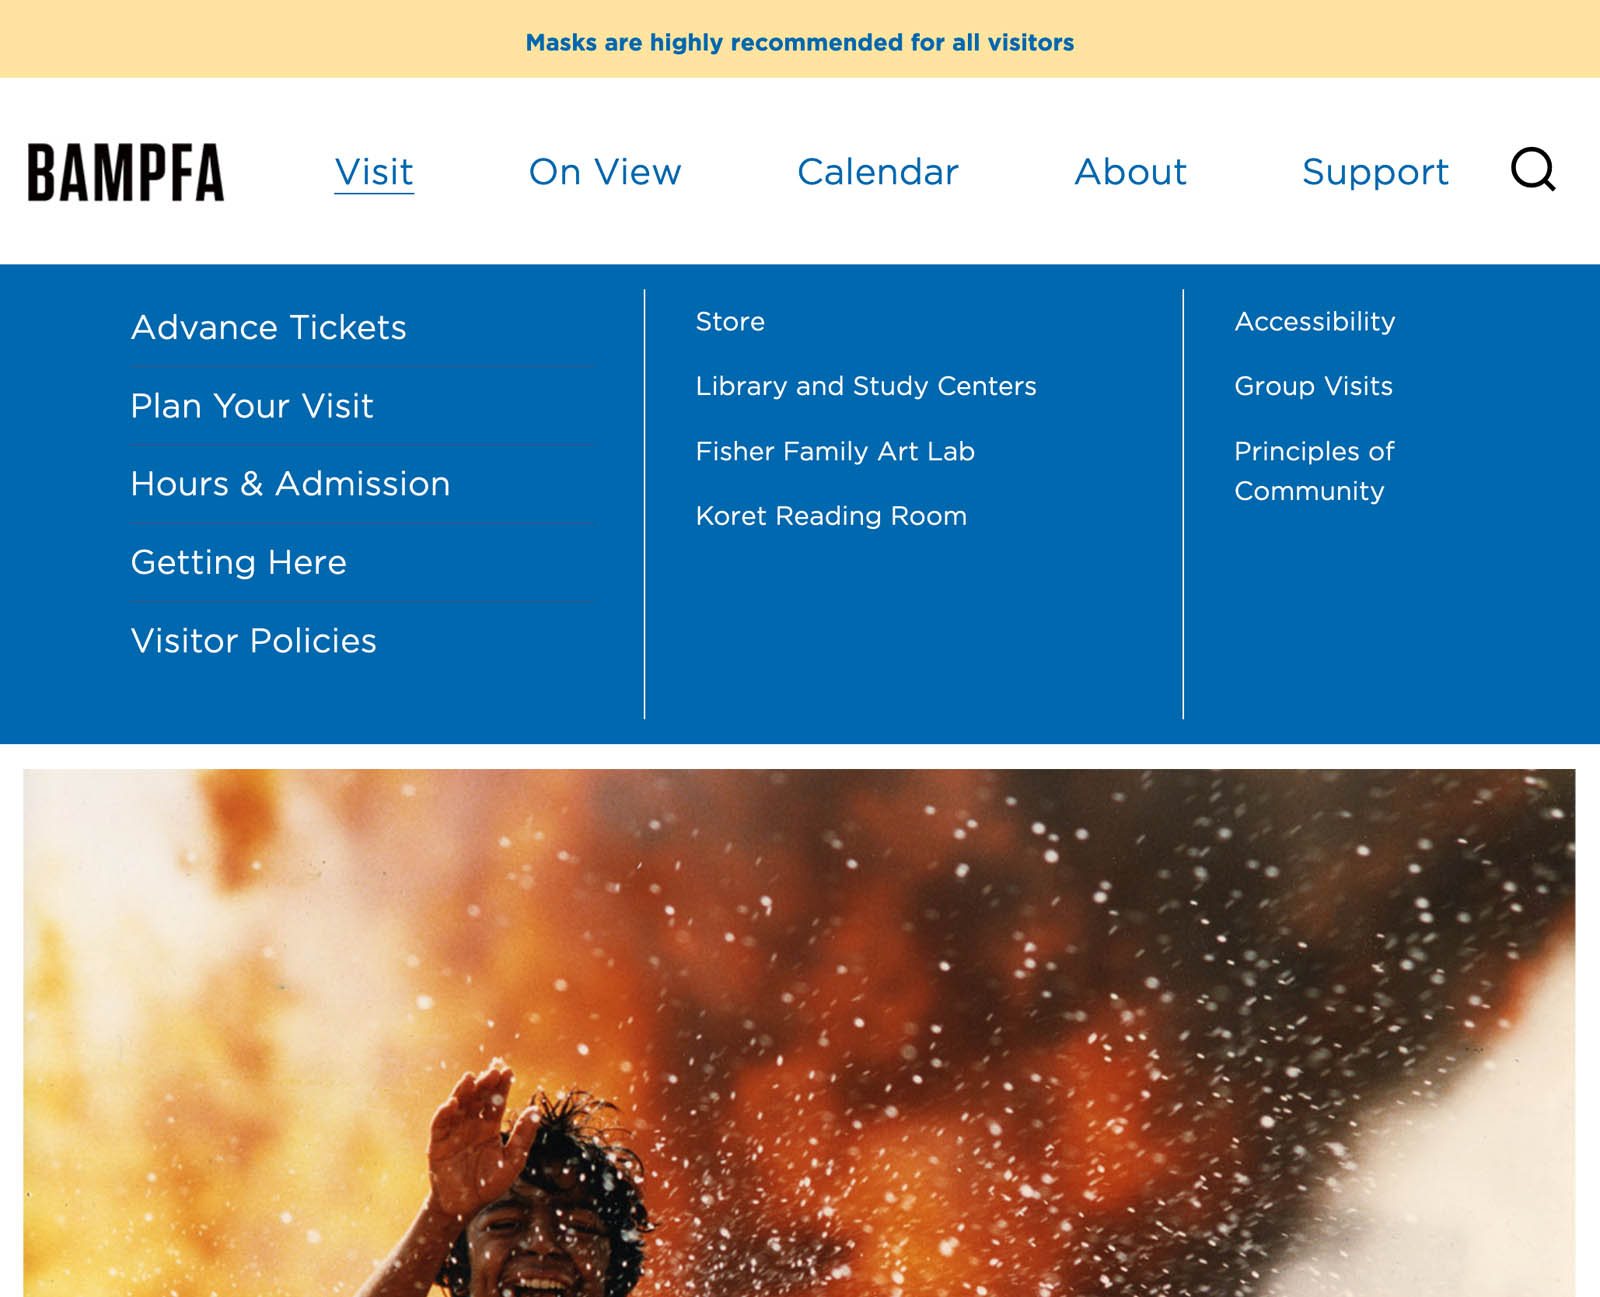 Masks are highly recommended for all visitors
BAMPFA
Visit
On View
Calendar
About
Support
Advance Tickets
Plan Your Visit
Hours & Admission
Getting Here
Visitor Policies
Store
Library and Study Centers
Fisher Family Art Lab
Koret Reading Room
Accessibility
Group Visits
Principles of
Community